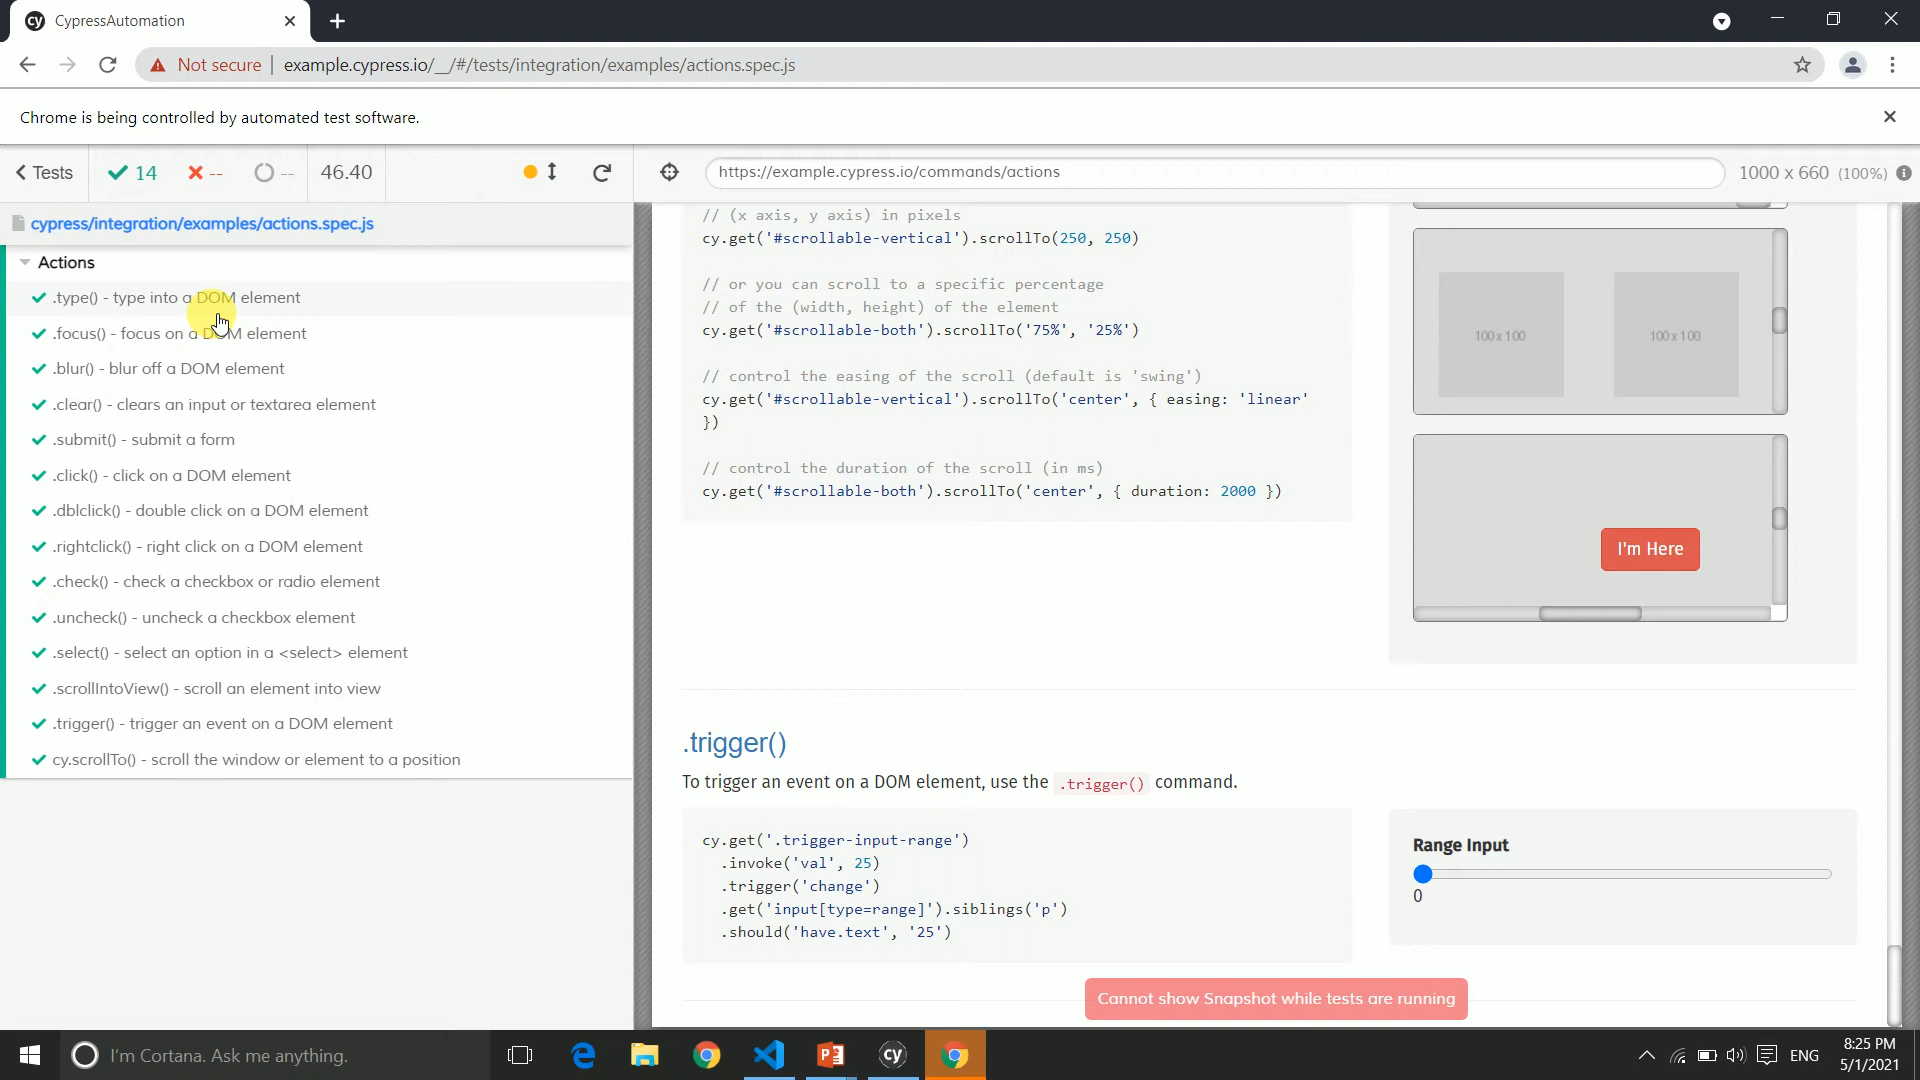 CypressAutomation
Not secure example.cypress.io/__/#/tests/integration/examples/actions.spec.js
Chrome is being controlled by automated test software.
Tests 14 -- -- 46.40
https://example.cypress.io/commands/actions 1000 x 660 (100%)
cypress/integration/examples/actions.spec.js
Actions
.type() - type into a DOM element
.focus() - focus on a DOM element
.blur() - blur off a DOM element
.clear() - clears an input or textarea element
.submit() - submit a form
.click() - click on a DOM element
.dblclick() - double click on a DOM element
.rightclick() - right click on a DOM element
.check() - check a checkbox or radio element
.uncheck() - uncheck a checkbox element
.select() - select an option in a <select> element
.scrollIntoView() - scroll an element into view
.trigger() - trigger an event on a DOM element
cy.scrollTo() - scroll the window or element to a position
// (x axis, y axis) in pixels
cy.get('#scrollable-vertical').scrollTo(250, 250)
// or you can scroll to a specific percentage
// of the (width, height) of the element
cy.get('#scrollable-both').scrollTo('75%', '25%')
// control the easing of the scroll (default is 'swing')
cy.get('#scrollable-vertical').scrollTo('center', { easing: 'linear'
})
// control the duration of the scroll (in ms)
cy.get('#scrollable-both').scrollTo('center', { duration: 2000 })
100 x 100 100 x 100
I'm Here
.trigger()
To trigger an event on a DOM element, use the .trigger() command.
cy.get('.trigger-input-range')
.invoke('val', 25)
.trigger('change')
.get('input[type=range]').siblings('p')
.should('have.text', '25')
Range Input
0
Cannot show Snapshot while tests are running
I'm Cortana. Ask me anything.
cy
ENG
8:25 PM
5/1/2021